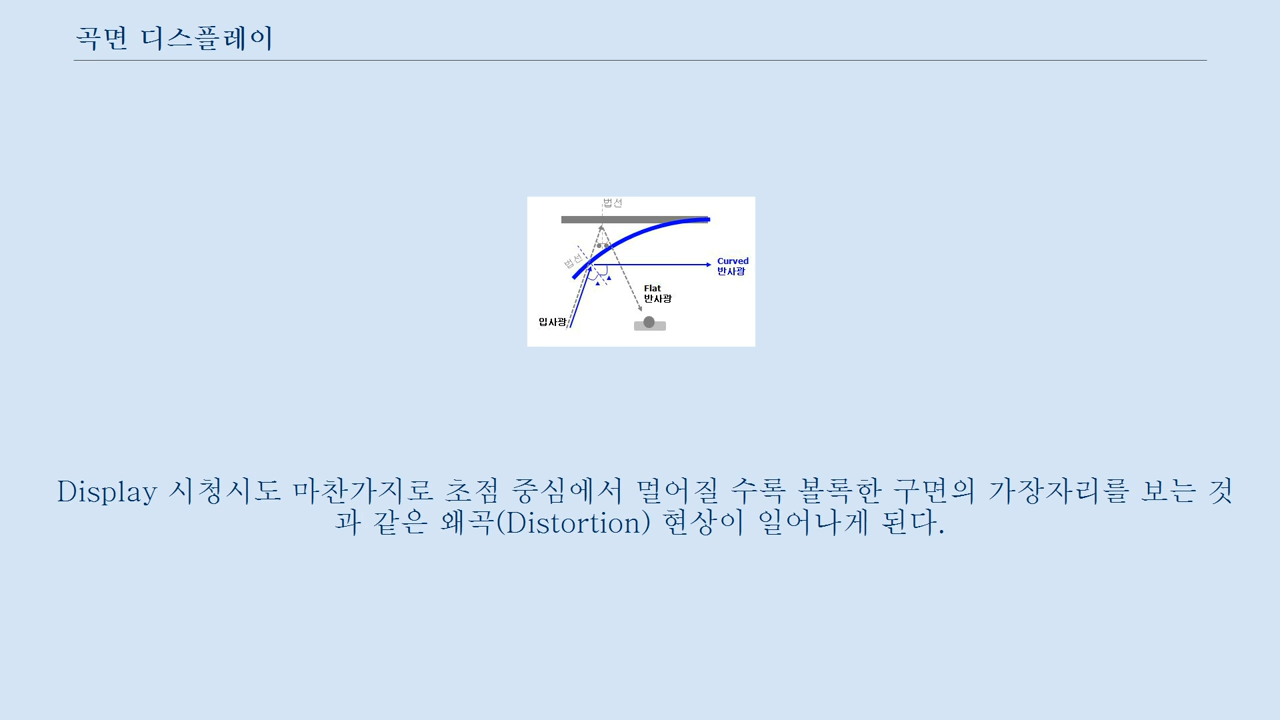 곡면 디스플레이
법선
법선
Curved
반사광
Flat
반사광
입사광
Display 시청시도 마찬가지로 초점 중심에서 멀어질 수록 볼록한 구면의 가장자리를 보는 것
과 같은 왜곡(Distortion) 현상이 일어나게 된다.